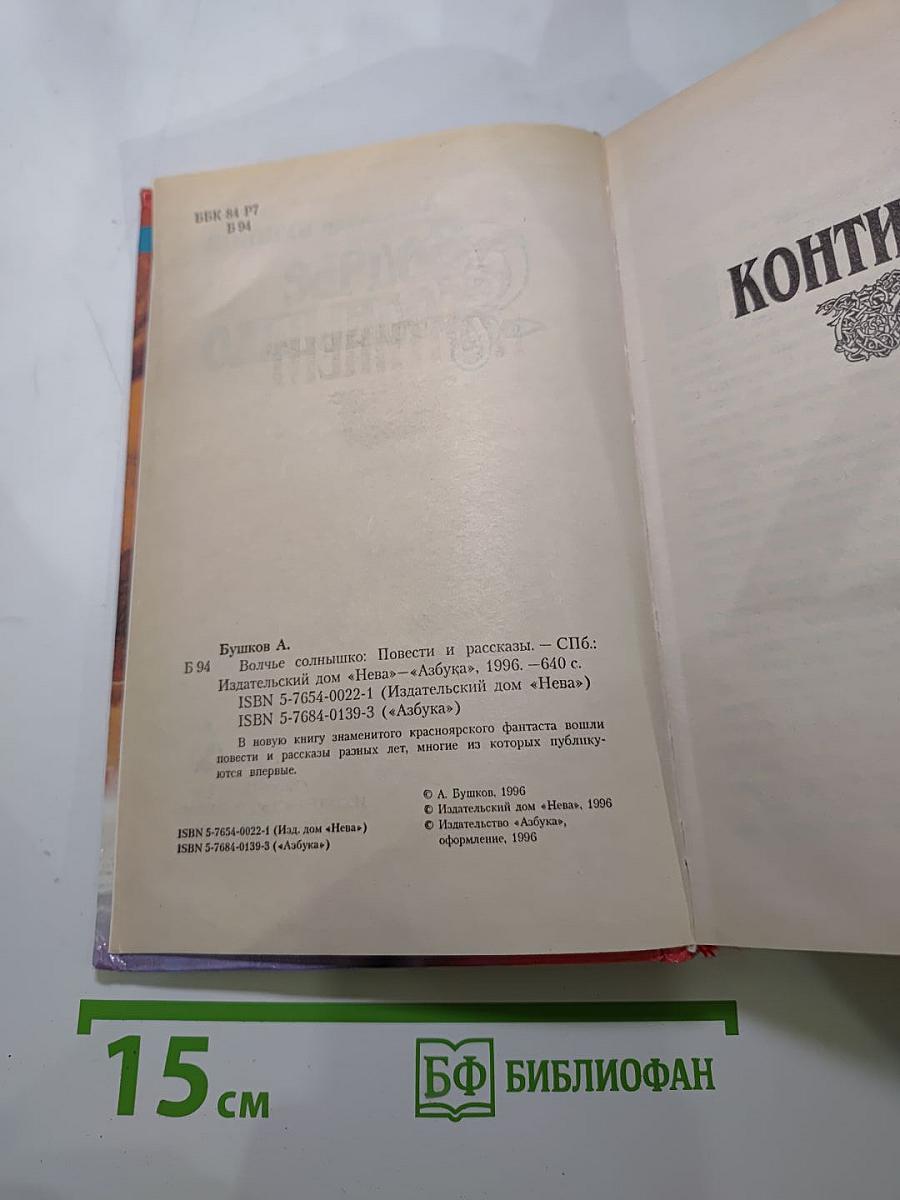 ББК 84 Р7
Б 94
Бушков А.
Б 94 Волчье солнышко: Повести и рассказы. — СПб.:
Издательский дом «Нева»—«Азбука», 1996. —640 с.
ISBN 5-7654-0022-1 (Издательский дом «Нева»)
ISBN 5-7684-0139-3 («Азбука»)
В новую книгу знаменитого красноярского фантаста вошли
повести и рассказы разных лет, многие из которых публику-
ются впервые.
© А. Бушков, 1996
© Издательский дом «Нева», 1996
© Издательство «Азбука»,
оформление, 1996
ISBN 5-7654-0022-1 (Изд. дом «Нева»)
ISBN 5-7684-0139-3 («Азбука»)
КОНТИ
15 см
БФ БИБЛИОФАН